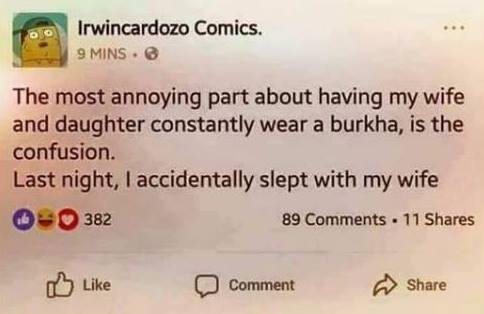 Irwincardozo Comics.
9 MINS •
The most annoying part about having my wife
and daughter constantly wear a burkha, is the
confusion.
Last night, I accidentally slept with my wife
382
89 Comments • 11 Shares
Like
Comment
Share